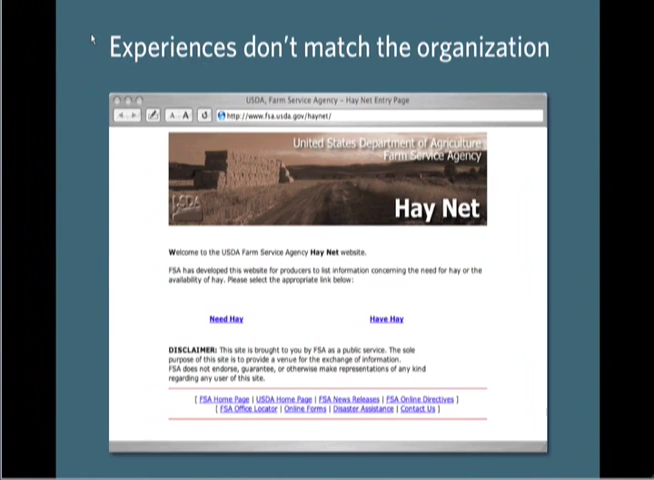 Experiences don't match the organization
USDA, Farm Service Agency – Hay Net Entry Page
A A http://www.fsa.usda.gov/haynet/
United States Department of Agriculture
Farm Service Agency
USDA
Hay Net
Welcome to the USDA Farm Service Agency Hay Net website.
FSA has developed this website for producers to list information concerning the need for hay or the
availability of hay. Please select the appropriate link below:
Need Hay Have Hay
DISCLAIMER: This site is brought to you by FSA as a public service. The sole
purpose of this site is to provide a venue for the exchange of information.
FSA does not endorse, guarantee, or otherwise make representations of any kind
regarding any user of this site.
[ FSA Home Page | USDA Home Page | FSA News Releases | FSA Online Directives ]
[ FSA Office Locator | Online Forms | Disaster Assistance | Contact Us ]